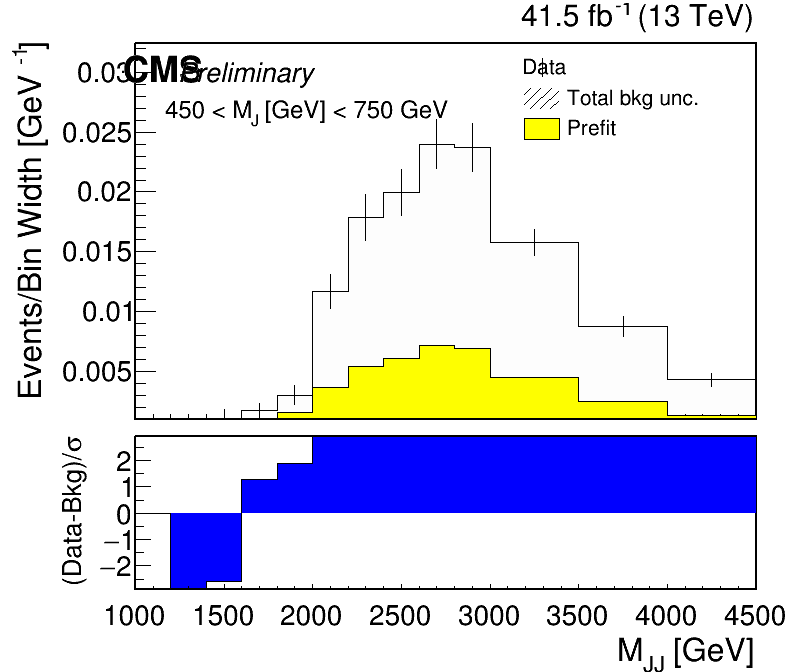 41.5 fb⁻¹ (13 TeV)
CMS Preliminary
450 < M_J [GeV] < 750 GeV
Data
Total bkg unc.
Prefit
Events/Bin Width [GeV⁻¹]
0.03
0.025
0.02
0.015
0.01
0.005
(Data-Bkg)/σ
2
1
0
−1
−2
1000 1500 2000 2500 3000 3500 4000 4500
M_JJ [GeV]